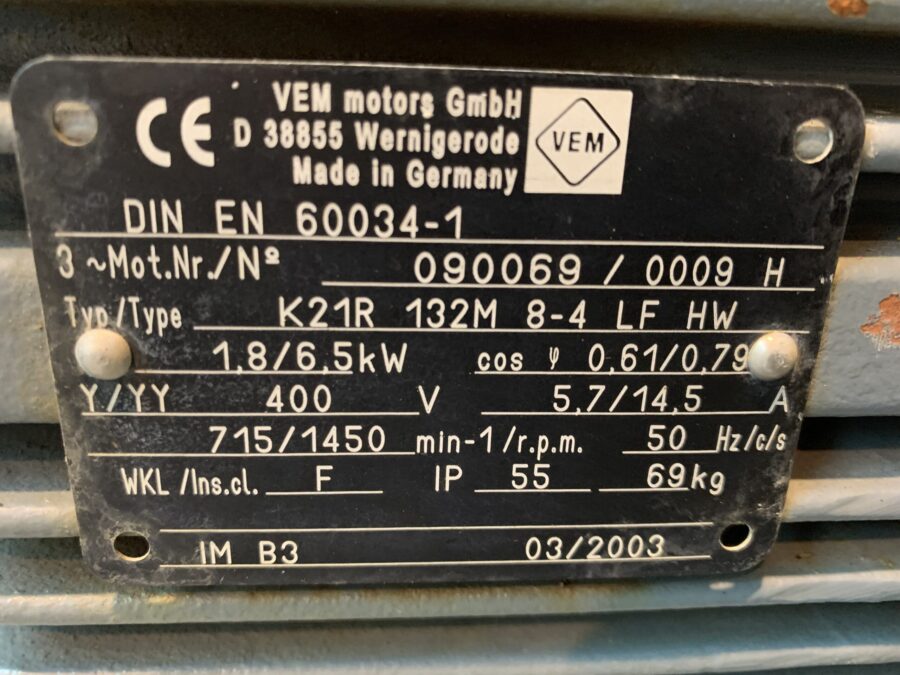 CE
VEM motors GmbH
D 38855 Wernigerode
Made in Germany
VEM
DIN EN 60034-1
3 ~Mot.Nr./Nº 090069 / 0009 H
Typ/Type K21R 132M 8-4 LF HW
1,8/6,5kW cos φ 0,61/0,79
Y/YY 400 V 5,7/14,5 A
715/1450 min-1/r.p.m. 50 Hz/c/s
WKL /Ins.cl. F IP 55 69kg
IM B3 03/2003